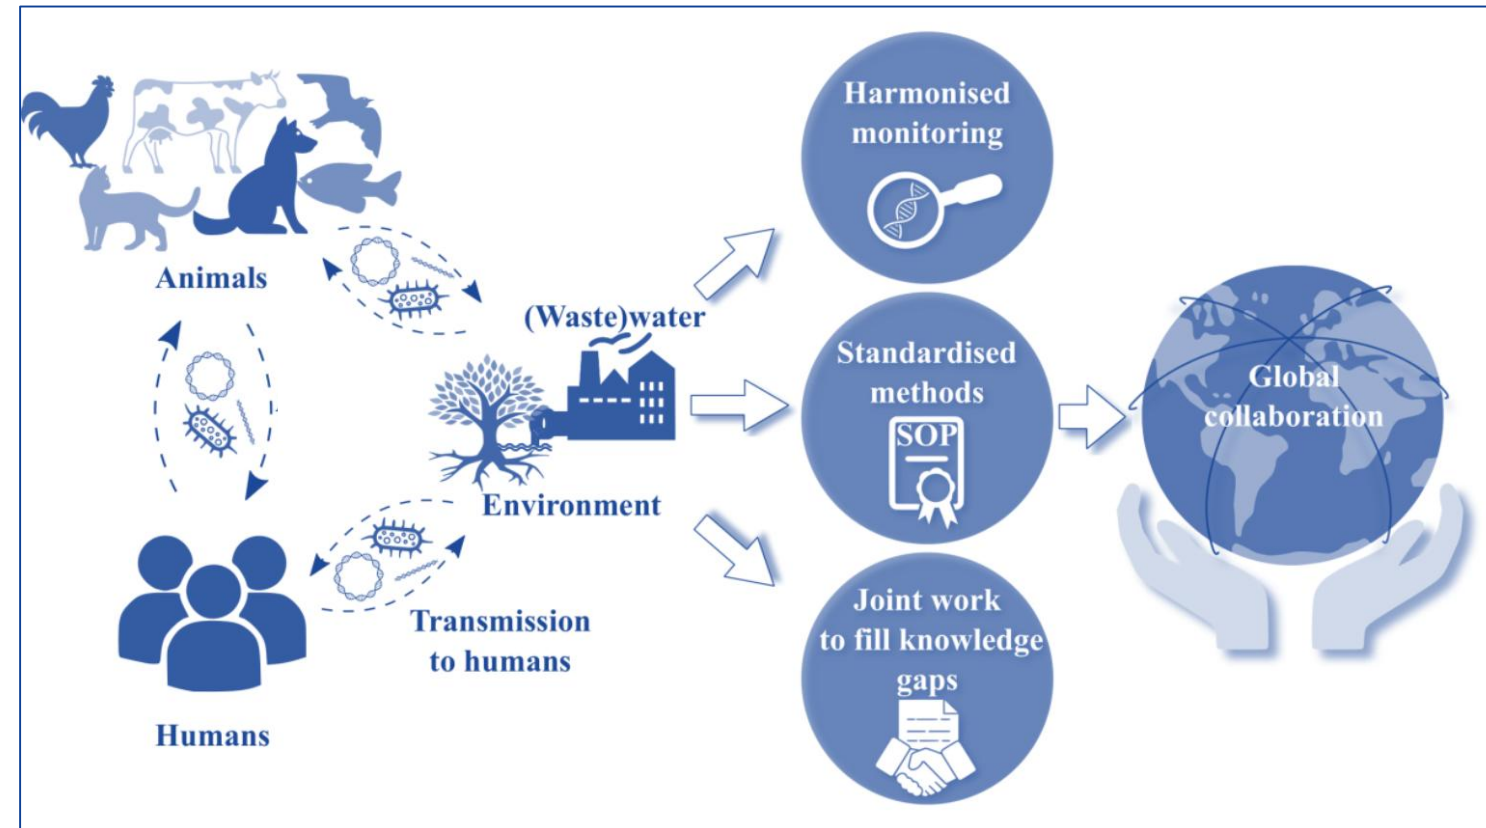 Animals
(Waste)water
Environment
Transmission
to humans
Humans
Harmonised
monitoring
Standardised
methods
SOP
Joint work
to fill knowledge
gaps
Global
collaboration